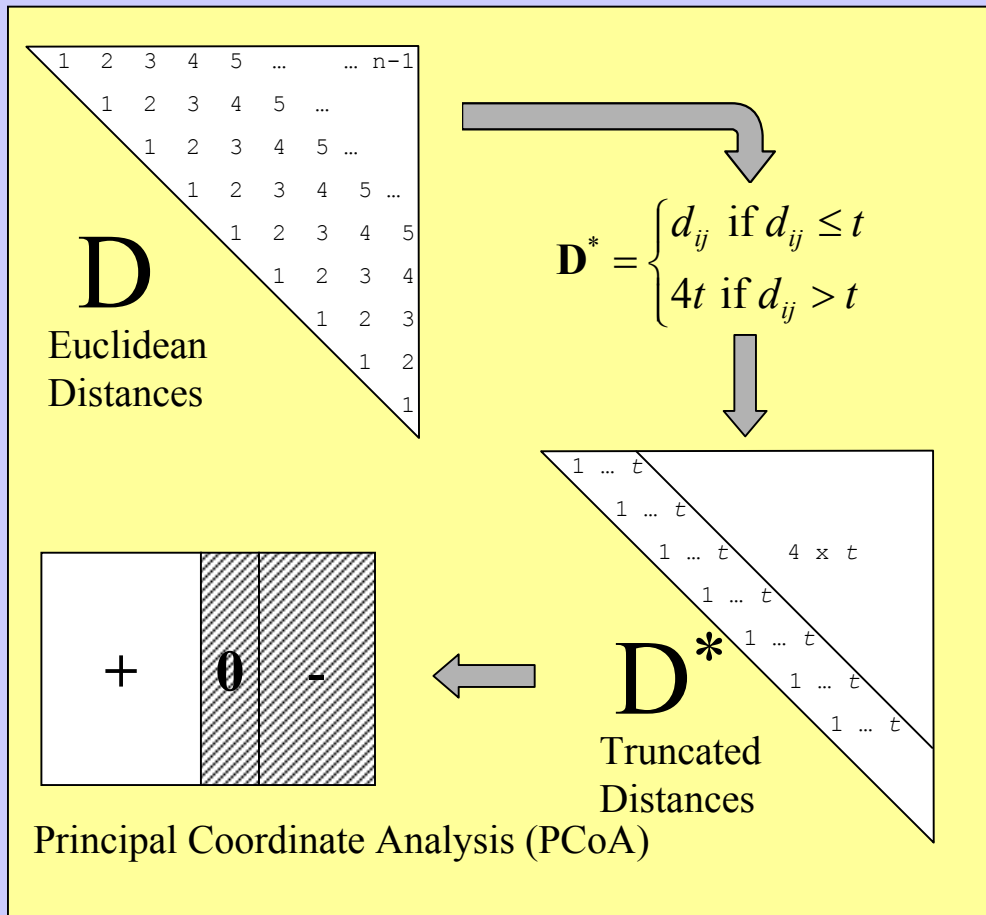 1 2 3 4 5 … … n-1
1 2 3 4 5 …
1 2 3 4 5 …
1 2 3 4 5 …
1 2 3 4 5
1 2 3 4
1 2 3
1 2
1
D
Euclidean
Distances
D* = { d_ij if d_ij ≤ t
4t if d_ij > t
1 … t
1 … t
1 … t 4 x t
1 … t
1 … t
1 … t
1 … t
D*
Truncated
Distances
+ 0 -
Principal Coordinate Analysis (PCoA)